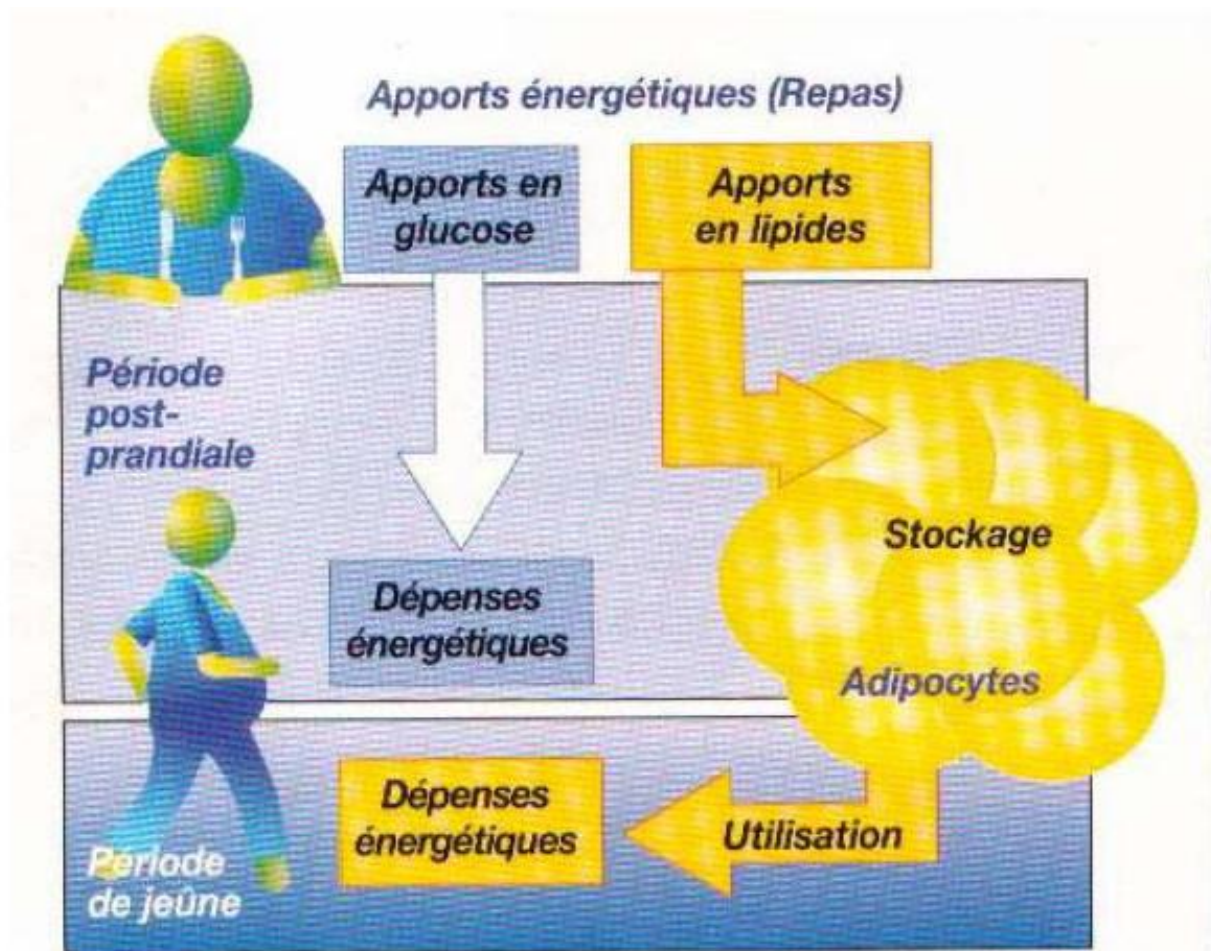 Apports énergétiques (Repas)
Apports en
glucose
Apports
en lipides
Période
post-
prandiale
Stockage
Dépenses
énergétiques
Adipocytes
Dépenses
énergétiques
Utilisation
Période
de jeûne